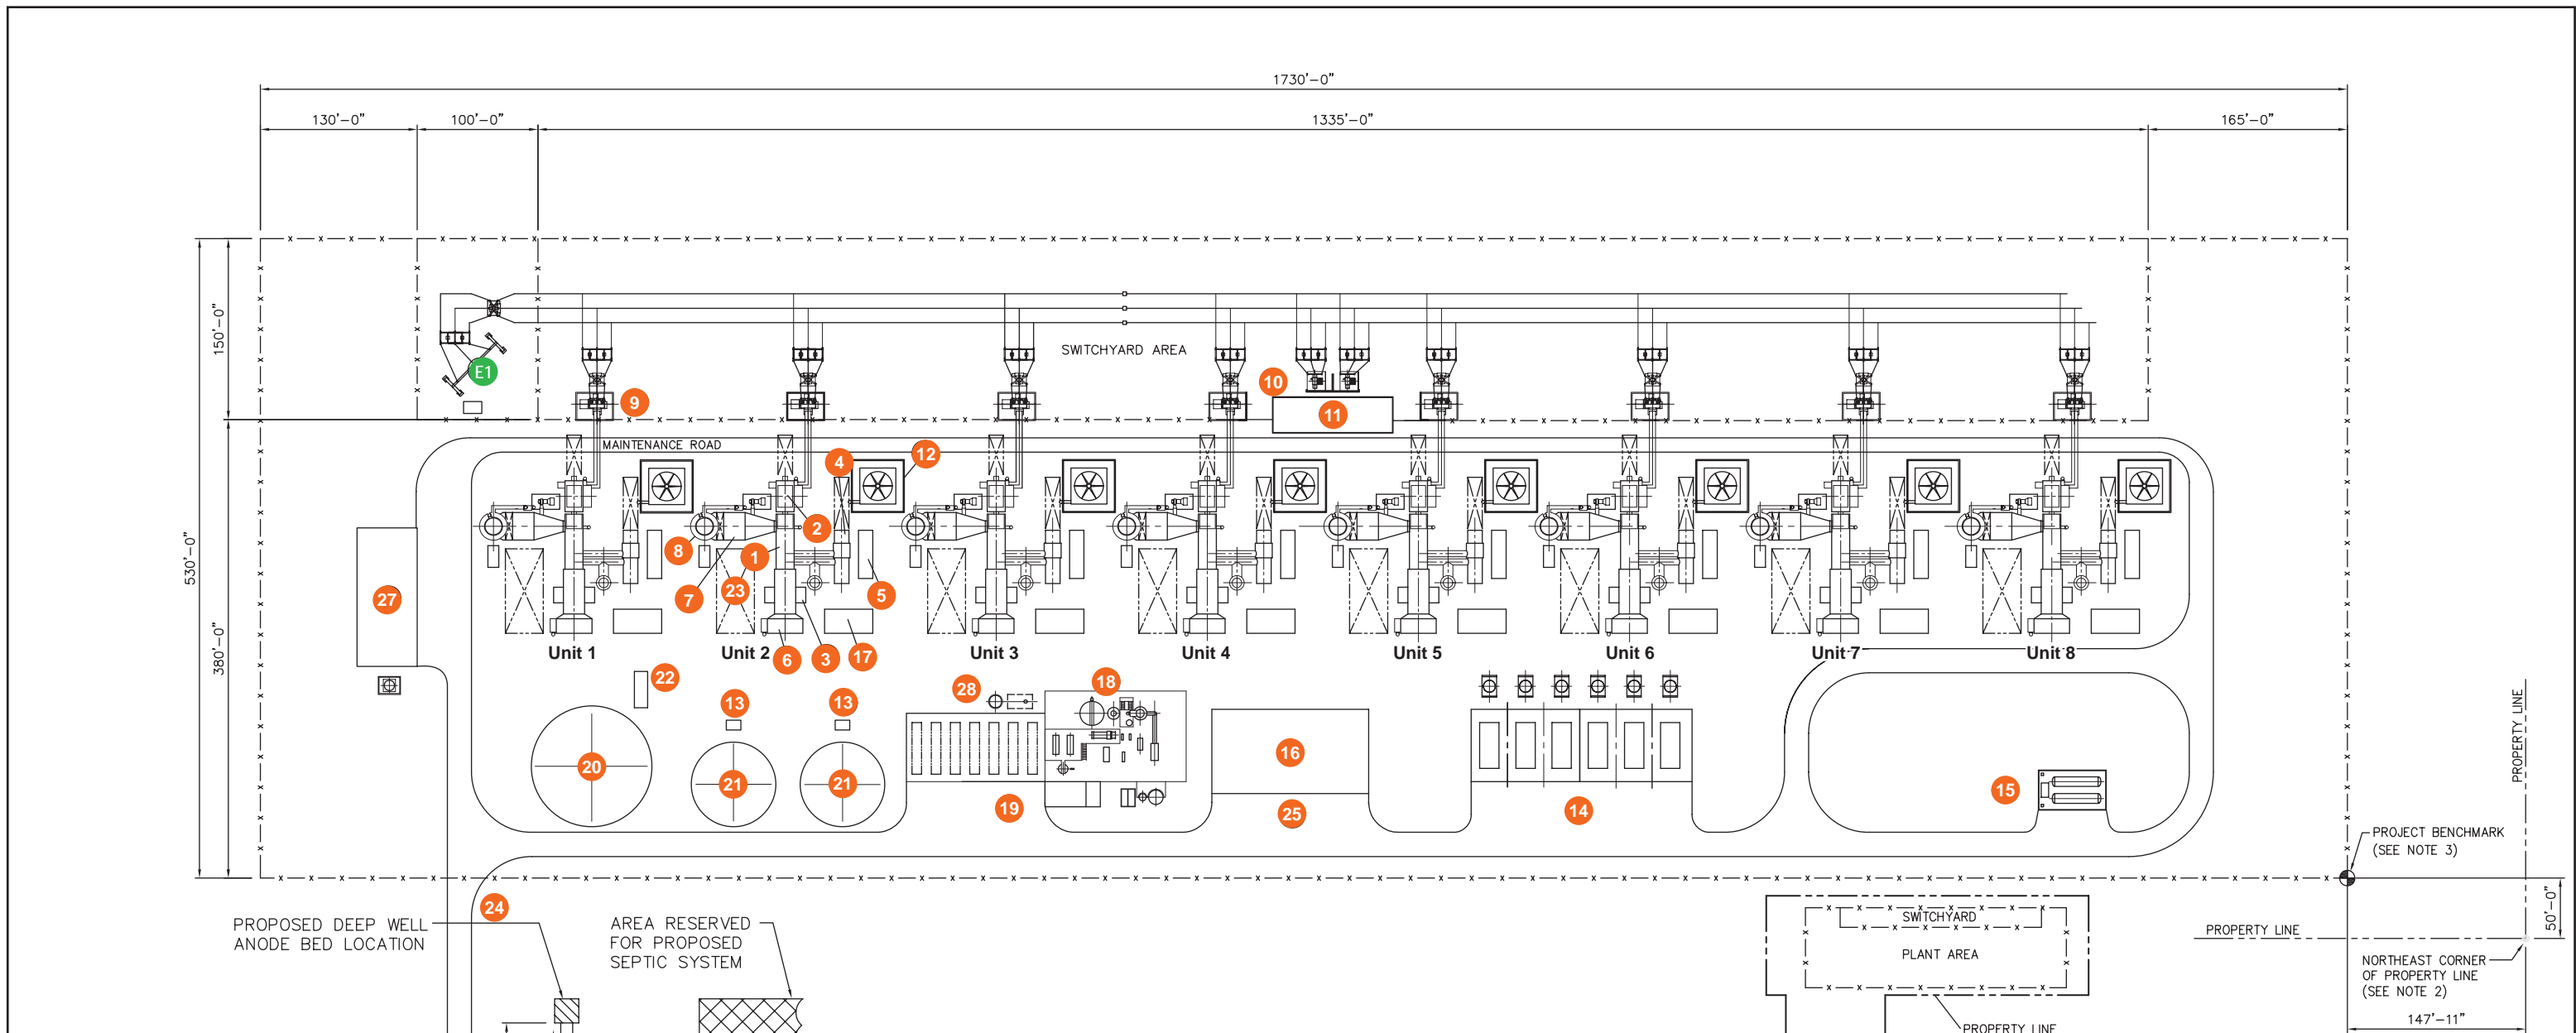 1730'-0"
130'-0"
100'-0"
1335'-0"
165'-0"
150'-0"
530'-0"
380'-0"
E1
SWITCHYARD AREA
9
10
11
MAINTENANCE ROAD
4
12
2
8
1
7
23
5
27
6
3
17
Unit 1
Unit 2
Unit 3
Unit 4
Unit 5
Unit 6
Unit 7
Unit 8
22
13
13
28
18
20
21
21
19
16
25
14
15
PROPERTY LINE
PROJECT BENCHMARK
(SEE NOTE 3)
24
PROPOSED DEEP WELL
ANODE BED LOCATION
AREA RESERVED
FOR PROPOSED
SEPTIC SYSTEM
SWITCHYARD
PLANT AREA
PROPERTY LINE
PROPERTY LINE
50'-0"
NORTHEAST CORNER
OF PROPERTY LINE
(SEE NOTE 2)
147'-11"